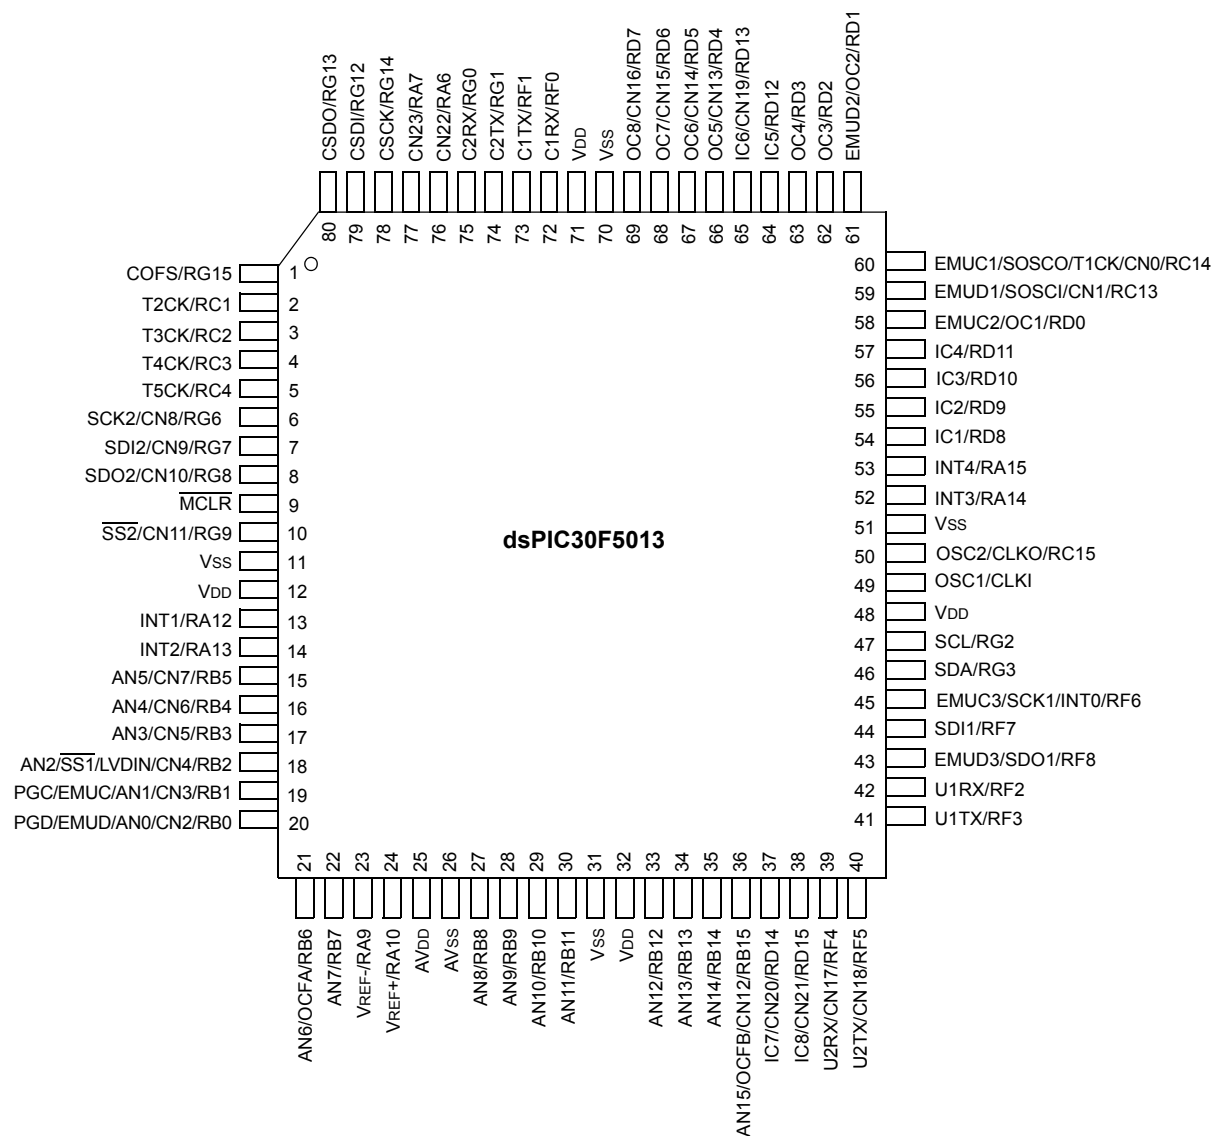 CSDO/RG13
CSDI/RG12
CSCK/RG14
CN23/RA7
CN22/RA6
C2RX/RG0
C2TX/RG1
C1TX/RF1
C1RX/RF0
VDD
VSS
OC8/CN16/RD7
OC7/CN15/RD6
OC6/CN14/RD5
OC5/CN13/RD4
IC6/CN19/RD13
IC5/RD12
OC4/RD3
OC3/RD2
EMUD2/OC2/RD1
80
79
78
77
76
75
74
73
72
71
70
69
68
67
66
65
64
63
62
61
COFS/RG15 1
T2CK/RC1 2
T3CK/RC2 3
T4CK/RC3 4
T5CK/RC4 5
SCK2/CN8/RG6 6
SDI2/CN9/RG7 7
SDO2/CN10/RG8 8
MCLR 9
SS2/CN11/RG9 10
VSS 11
VDD 12
INT1/RA12 13
INT2/RA13 14
AN5/CN7/RB5 15
AN4/CN6/RB4 16
AN3/CN5/RB3 17
AN2/SS1/LVDIN/CN4/RB2 18
PGC/EMUC/AN1/CN3/RB1 19
PGD/EMUD/AN0/CN2/RB0 20
dsPIC30F5013
60 EMUC1/SOSCO/T1CK/CN0/RC14
59 EMUD1/SOSCI/CN1/RC13
58 EMUC2/OC1/RD0
57 IC4/RD11
56 IC3/RD10
55 IC2/RD9
54 IC1/RD8
53 INT4/RA15
52 INT3/RA14
51 VSS
50 OSC2/CLKO/RC15
49 OSC1/CLKI
48 VDD
47 SCL/RG2
46 SDA/RG3
45 EMUC3/SCK1/INT0/RF6
44 SDI1/RF7
43 EMUD3/SDO1/RF8
42 U1RX/RF2
41 U1TX/RF3
21
22
23
24
25
26
27
28
29
30
31
32
33
34
35
36
37
38
39
40
AN6/OCFA/RB6
AN7/RB7
VREF-/RA9
VREF+/RA10
AVDD
AVSS
AN8/RB8
AN9/RB9
AN10/RB10
AN11/RB11
VSS
VDD
AN12/RB12
AN13/RB13
AN14/RB14
AN15/OCFB/CN12/RB15
IC7/CN20/RD14
IC8/CN21/RD15
U2RX/CN17/RF4
U2TX/CN18/RF5